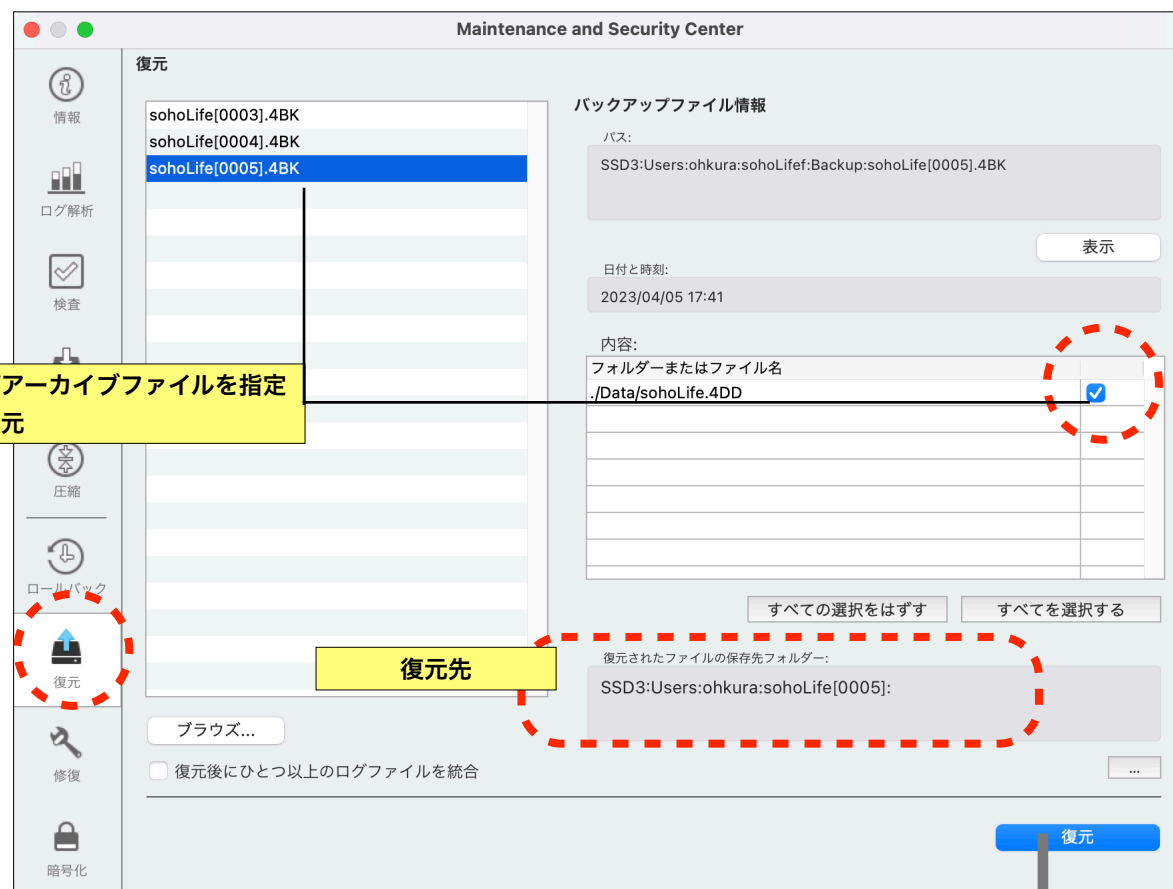 Maintenance and Security Center
情報
ログ解析
検査
圧縮
ロールバック
復元
修復
暗号化
復元
sohoLife[0003].4BK
sohoLife[0004].4BK
sohoLife[0005].4BK
アーカイブファイルを指定
元
復元先
ブラウズ...
復元後にひとつ以上のログファイルを統合
バックアップファイル情報
パス:
SSD3:Users:ohkura:sohoLifef:Backup:sohoLife[0005].4BK
表示
日付と時刻:
2023/04/05 17:41
内容:
フォルダーまたはファイル名
./Data/sohoLife.4DD
すべての選択をはずす
すべてを選択する
復元されたファイルの保存先フォルダー:
SSD3:Users:ohkura:sohoLife[0005]:
...
復元